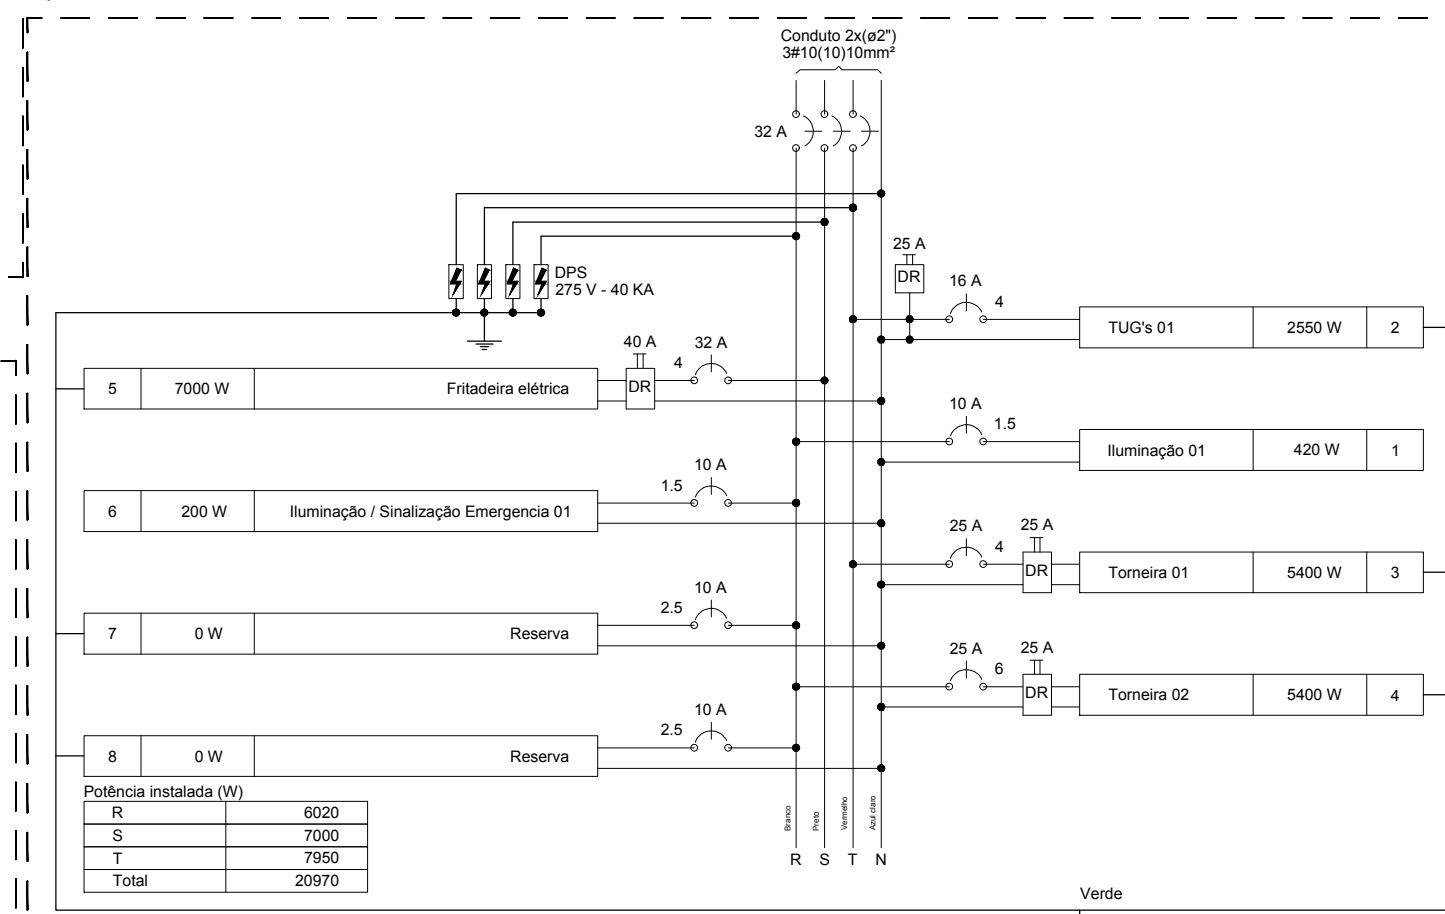 Conduto 2x(ø2")
3#10(10)10mm²
32 A
DPS
275 V - 40 KA
25 A
DR
16 A
4
TUG's 01 2550 W 2
40 A
DR
4
32 A
5 7000 W Fritadeira elétrica
10 A
1.5
Iluminação 01 420 W 1
10 A
1.5
6 200 W Iluminação / Sinalização Emergencia 01
25 A
4
25 A
DR
Torneira 01 5400 W 3
10 A
2.5
7 0 W Reserva
25 A
6
25 A
DR
Torneira 02 5400 W 4
10 A
2.5
8 0 W Reserva
Potência instalada (W)
R 6020
S 7000
T 7950
Total 20970
Branco
Preto
Vermelho
Azul claro
R S T N
Verde